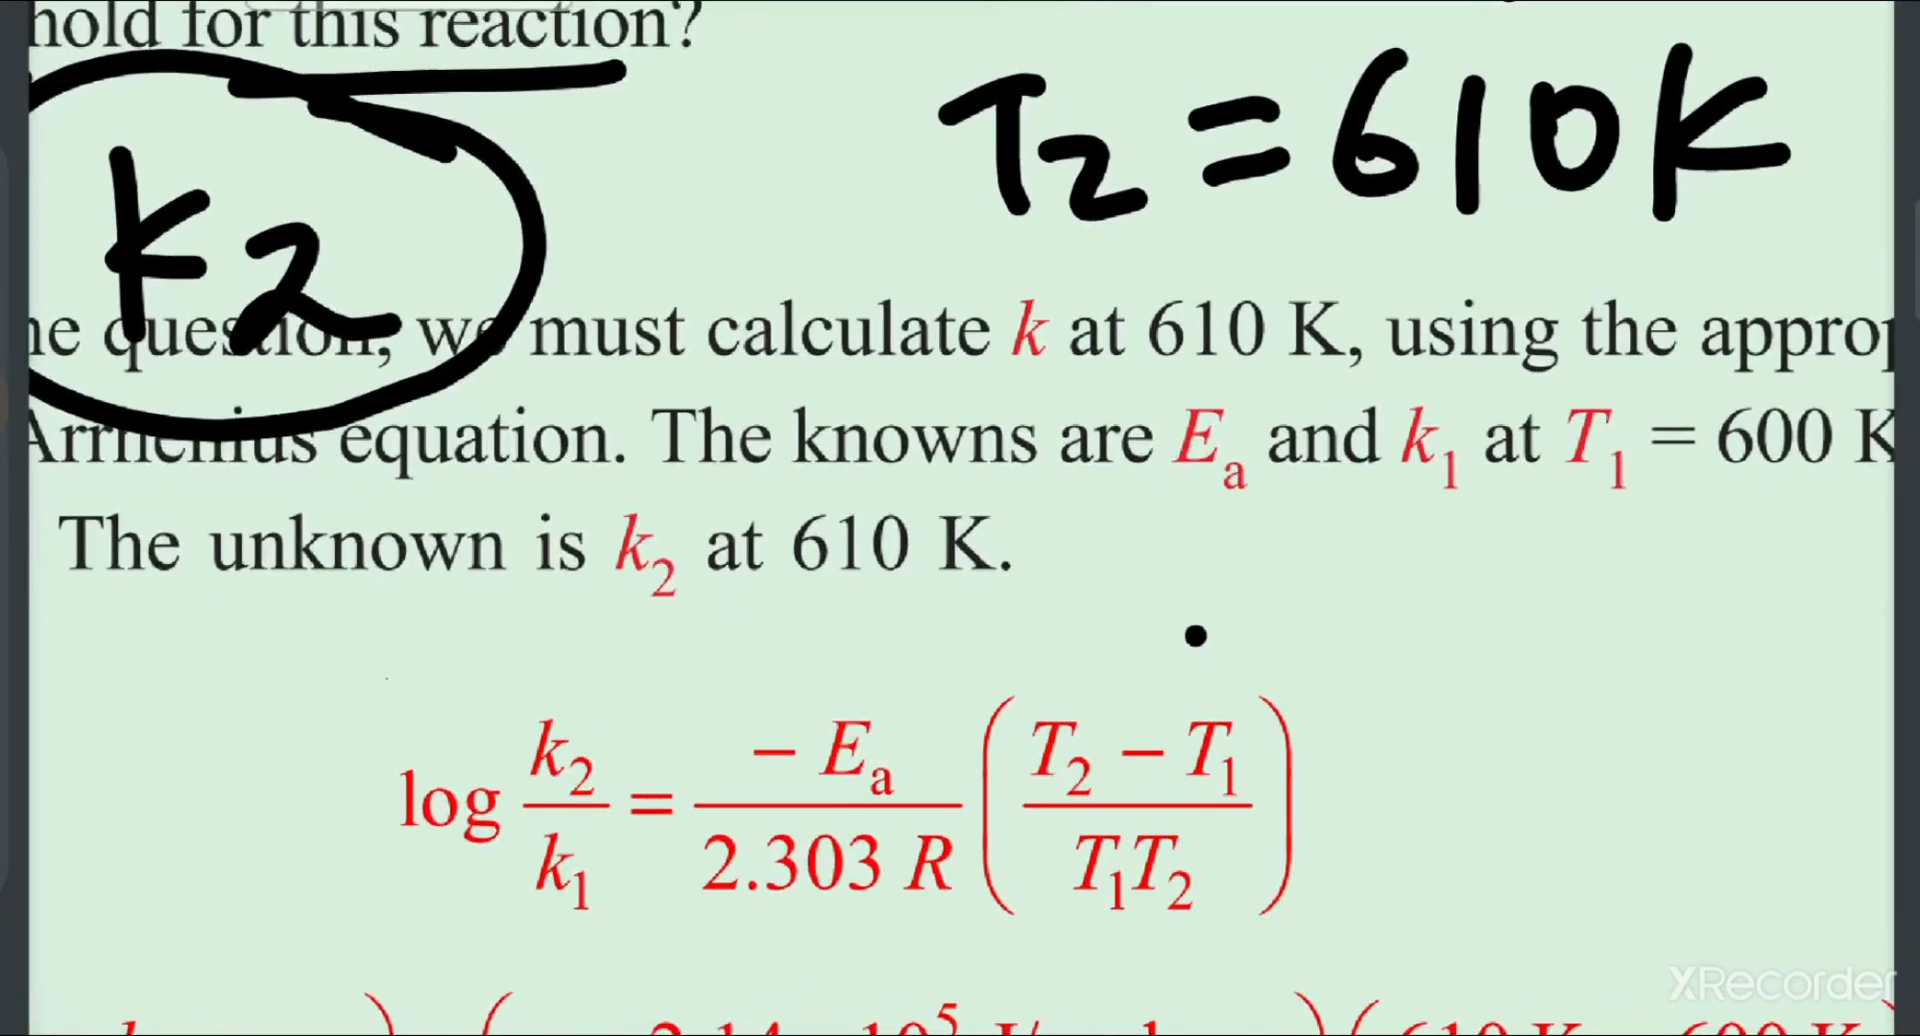 hold for this reaction?
T₂ = 610K
k₂
we must calculate k at 610 K, using the
Arrhenius equation. The knowns are Eₐ and k₁ at T₁ = 600 K
The unknown is k₂ at 610 K.
log k₂/k₁ = − Eₐ/2.303 R (T₂ − T₁/T₁T₂)
XRecorder